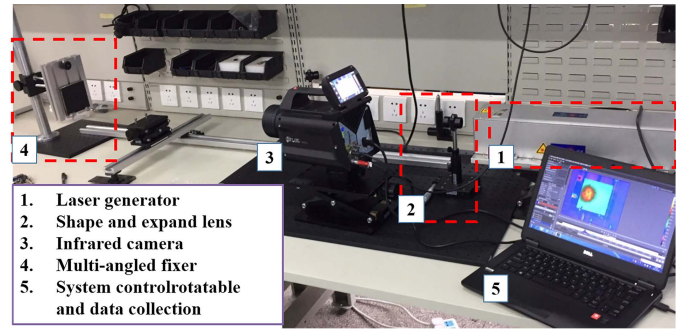 4
3
1
2
5
DELL
1. Laser generator
2. Shape and expand lens
3. Infrared camera
4. Multi-angled fixer
5. System controlrotatable
and data collection